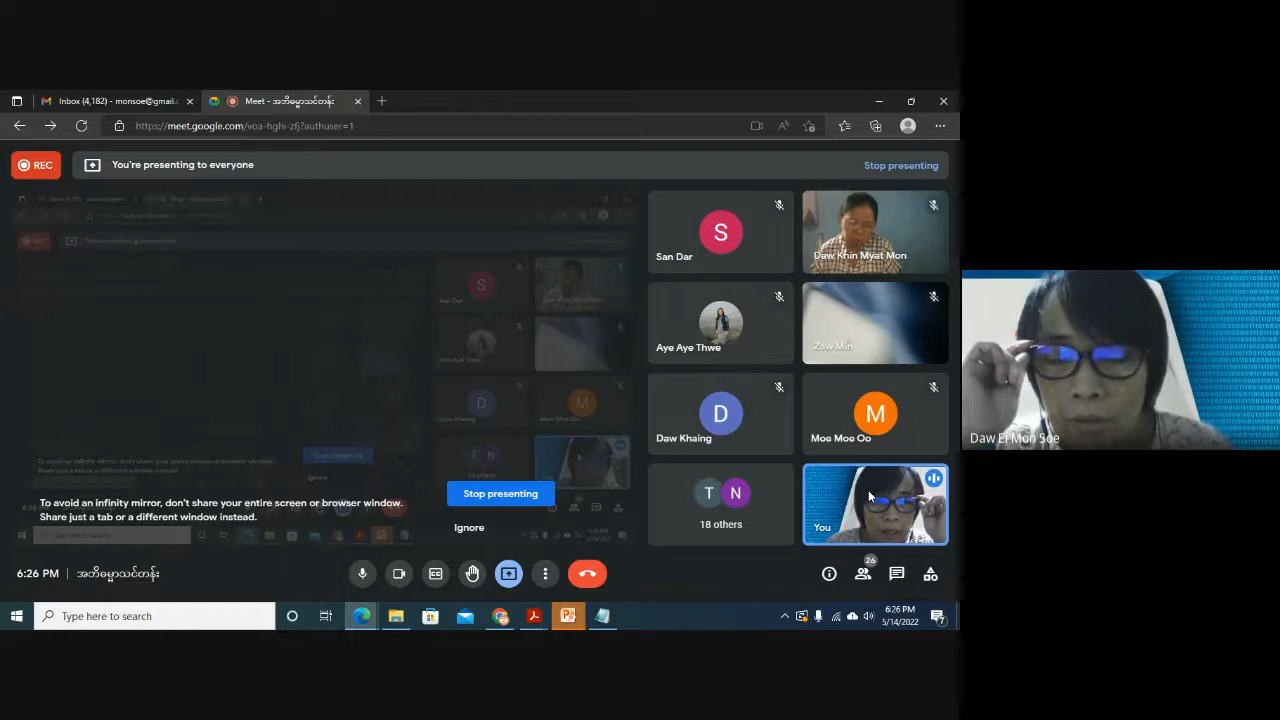 Inbox (4,182) - monsoe@gmail.c
Meet - အဘိဓမ္မာသင်တန်း
https://meet.google.com/voa-hghi-zfj?authuser=1
REC
You're presenting to everyone
Stop presenting
S
San Dar
Daw Khin Myat Mon
Aye Aye Thwe
Zaw Min
D
Daw Khaing
M
Moe Moe Oo
T N
18 others
You
Daw Ei Mon Soe
To avoid an infinity mirror, don't share your entire screen or browser window.
Share just a tab or a different window instead.
Stop presenting
Ignore
6:26 PM | အဘိဓမ္မာသင်တန်း
26
Type here to search
6:26 PM
5/14/2022
7